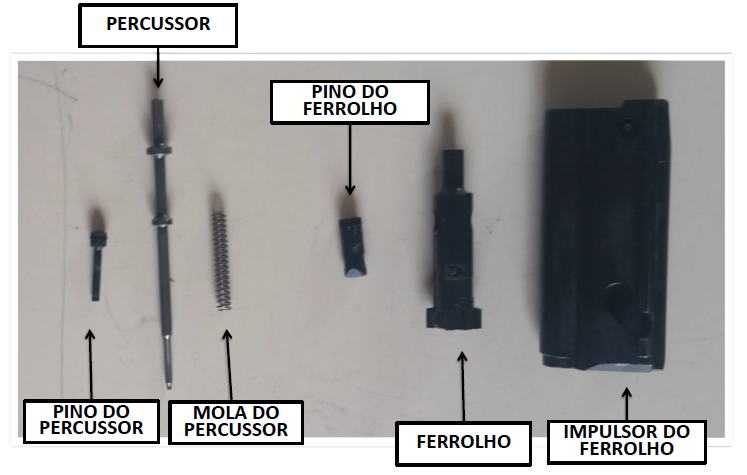 PERCUSSOR
PINO DO
FERROLHO
PINO DO
PERCUSSOR
MOLA DO
PERCUSSOR
FERROLHO
IMPULSOR DO
FERROLHO